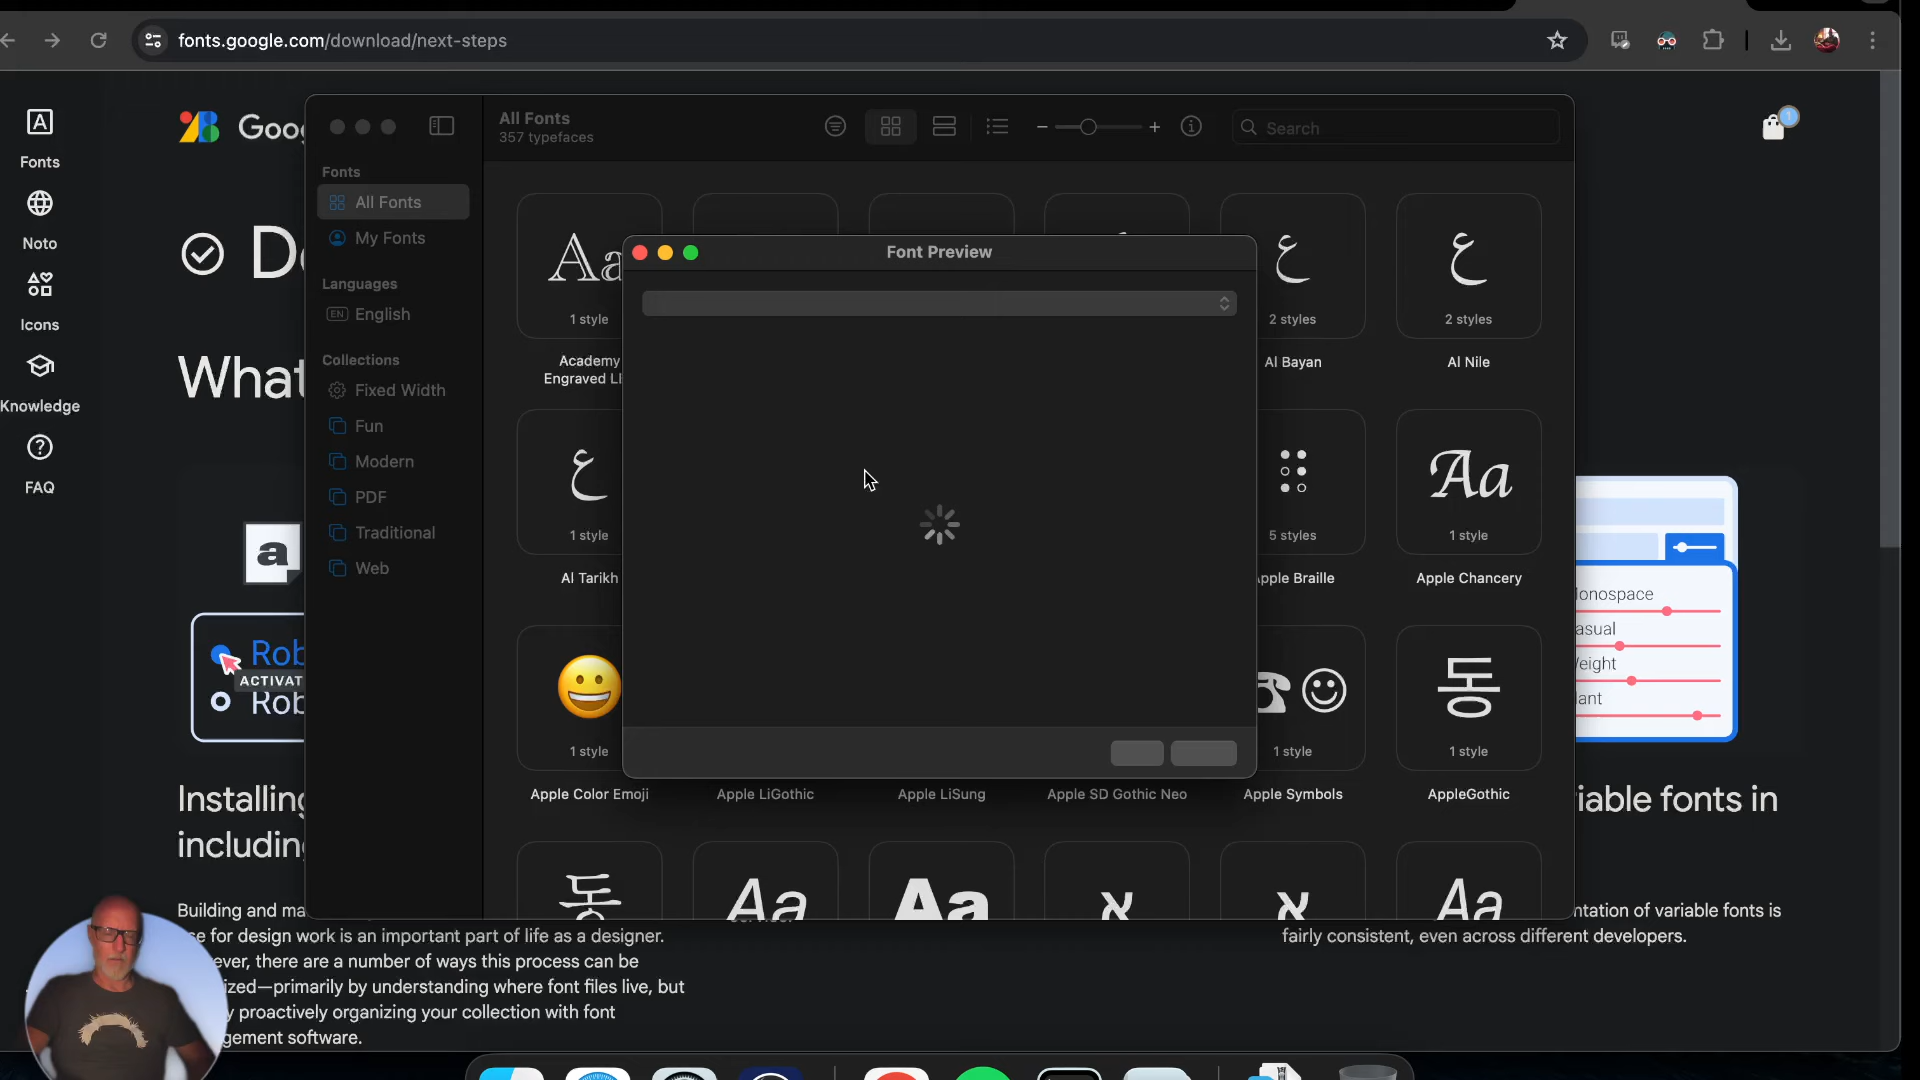 fonts.google.com/download/next-steps
Fonts
Noto
Icons
Knowledge
FAQ
1
What
Installing
including
Building and ma
se for design work is an important part of life as a designer.
ever, there are a number of ways this process can be
ized—primarily by understanding where font files live, but
y proactively organizing your collection with font
gement software.
a
Rob
ACTIVAT
Rob
All Fonts
357 typefaces
Search
Fonts
All Fonts
My Fonts
Languages
EN English
Collections
Fixed Width
Fun
Modern
PDF
Traditional
Web
Font Preview
Aa
1 style
Academy
Engraved LE
ع
2 styles
Al Bayan
ع
2 styles
Al Nile
ع
1 style
Al Tarikh
5 styles
Apple Braille
Aa
1 style
Apple Chancery
1 style
Apple Color Emoji
Apple LiGothic
Apple LiSung
Apple SD Gothic Neo
1 style
Apple Symbols
동
1 style
AppleGothic
동
Aa
Aa
א
א
Aa
onospace
asual
eight
lant
iable fonts in
ntation of variable fonts is
fairly consistent, even across different developers.